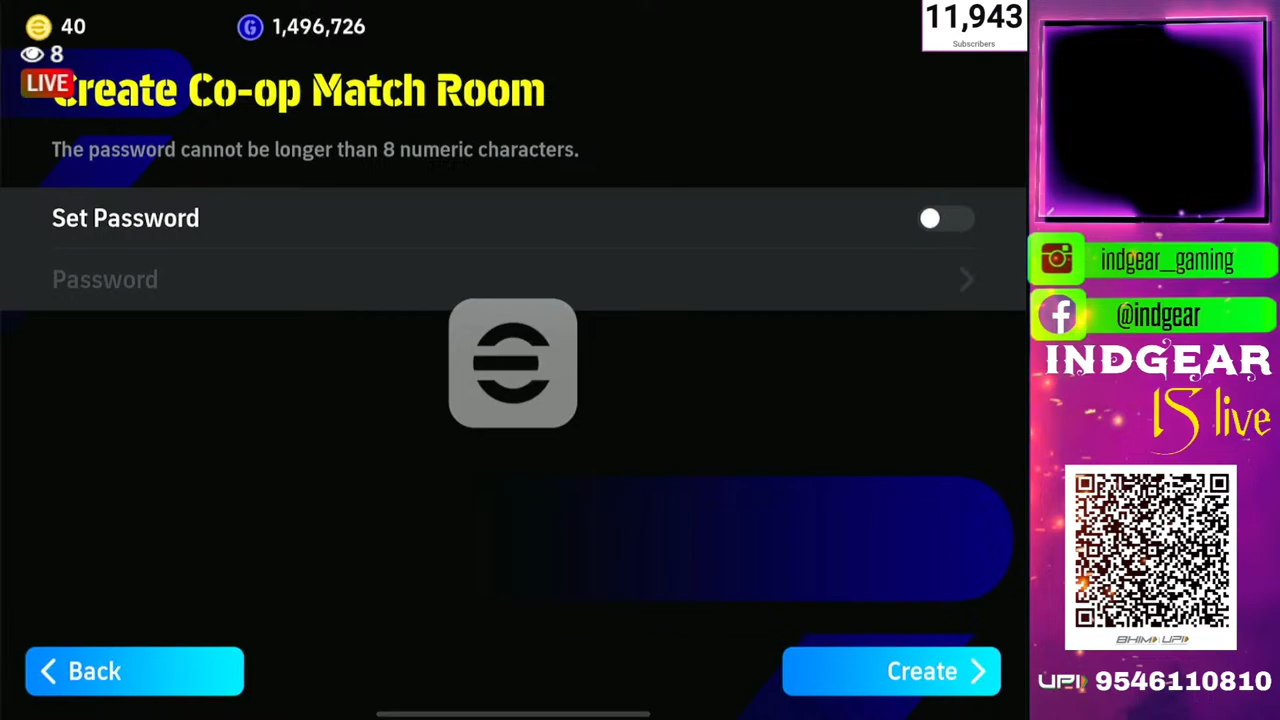 40
1,496,726
8
LIVE
Create Co-op Match Room
The password cannot be longer than 8 numeric characters.
Set Password
Password
Back
Create
11,943
Subscribers
indgear_gaming
@indgear
INDGEAR
IS live
BHIM UPI
UPI 9546110810